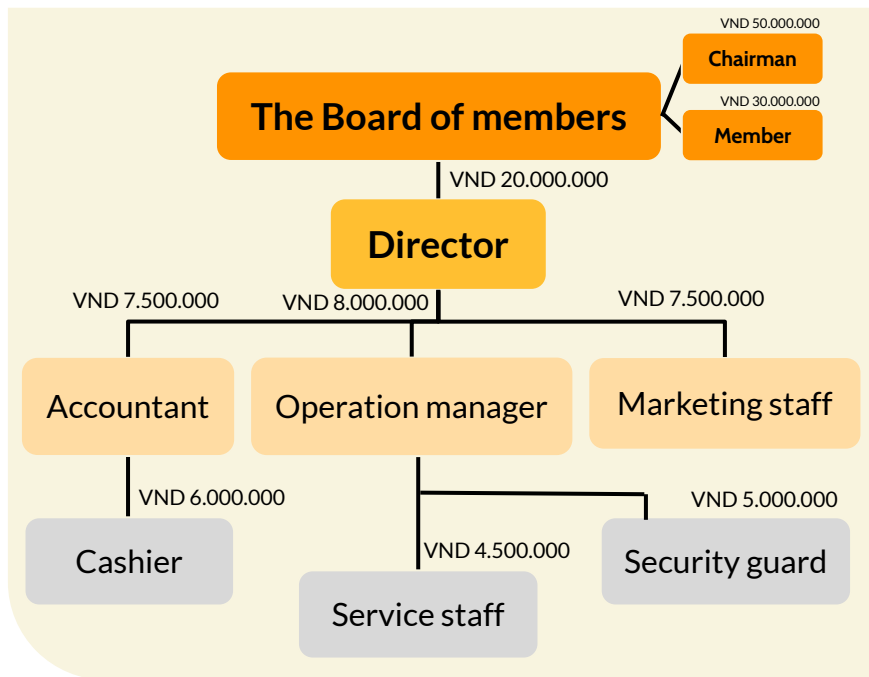 VND 50.000.000
Chairman
The Board of members
VND 30.000.000
Member
VND 20.000.000
Director
VND 7.500.000
VND 8.000.000
VND 7.500.000
Accountant
Operation manager
Marketing staff
VND 6.000.000
VND 5.000.000
Cashier
VND 4.500.000
Security guard
Service staff